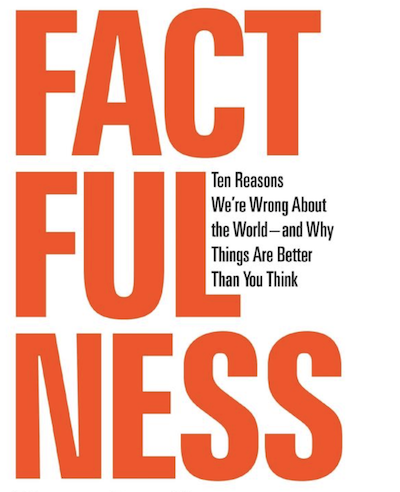 FACT
FUL
Ten Reasons
We're Wrong About
the World—and Why
Things Are Better
Than You Think
NESS